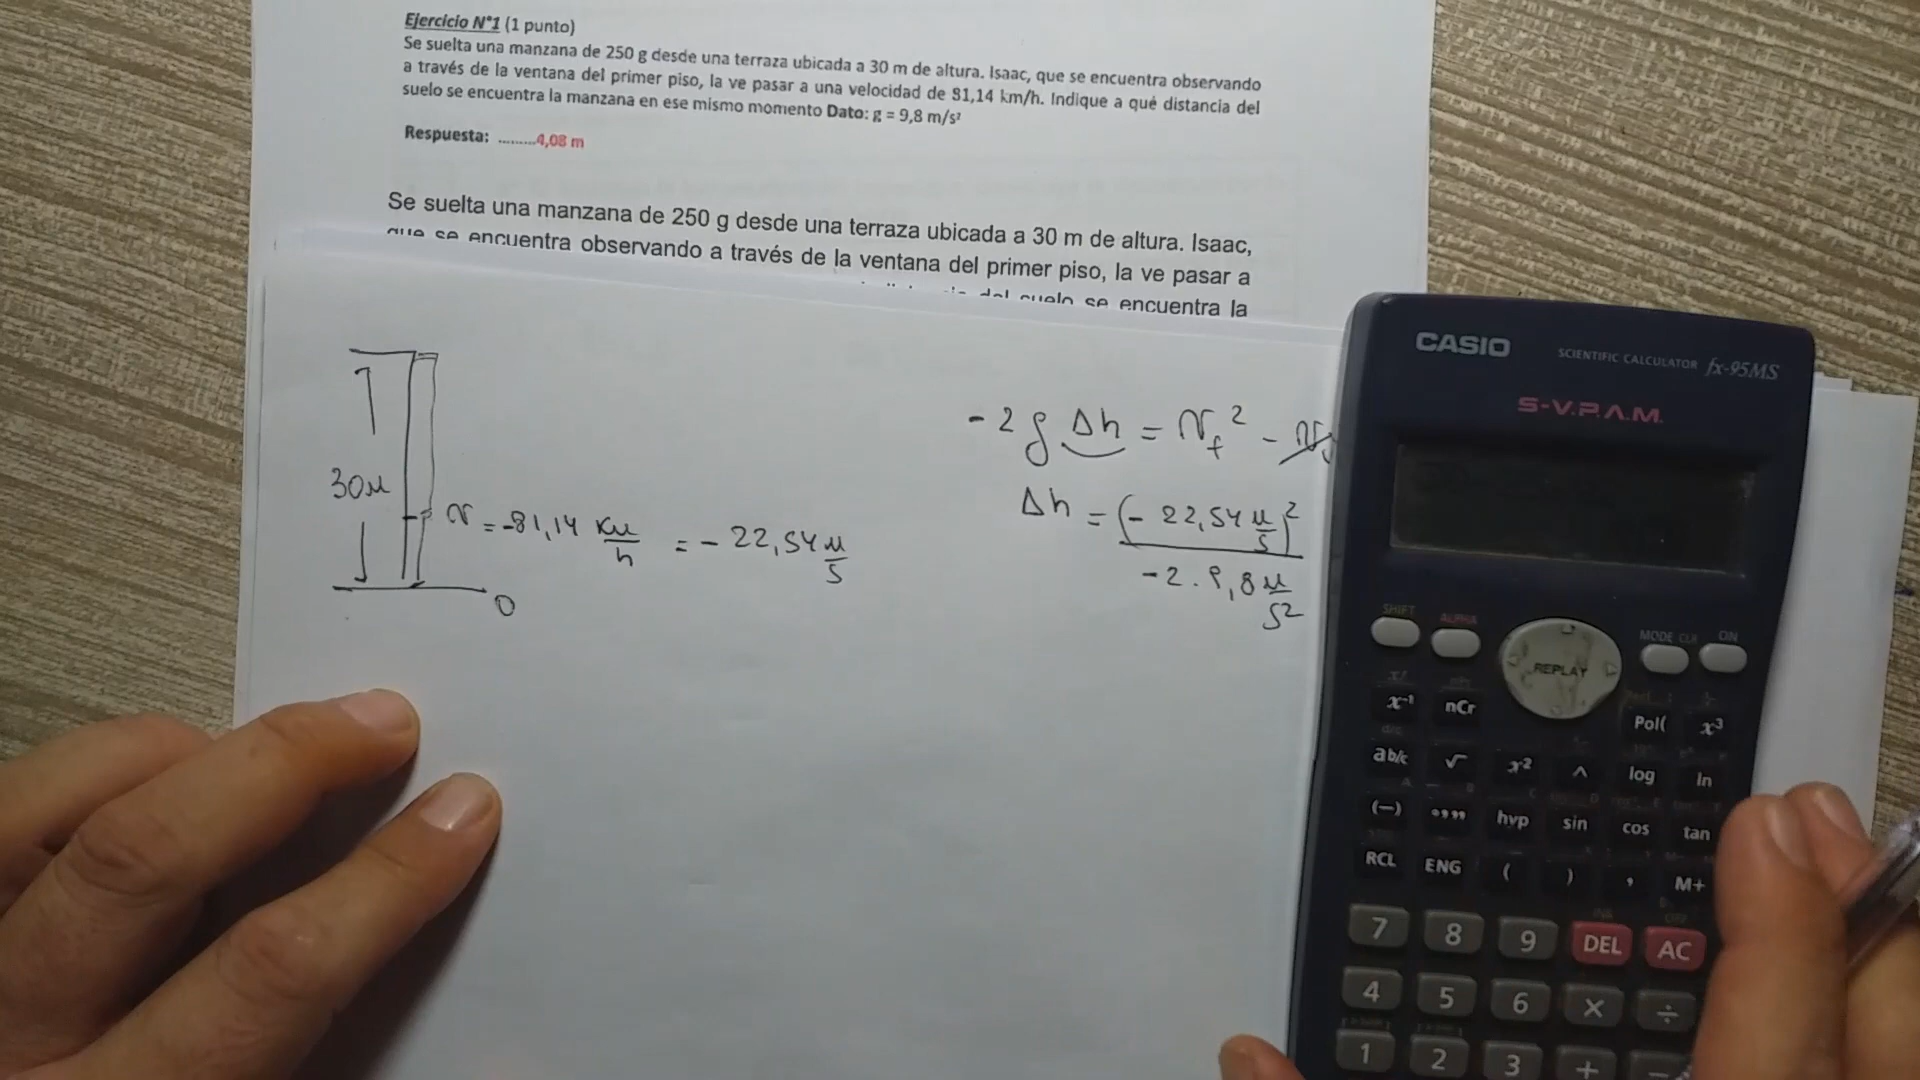 Ejercicio N°1 (1 punto)
Se suelta una manzana de 250 g desde una terraza ubicada a 30 m de altura. Isaac, que se encuentra observando
a través de la ventana del primer piso, la ve pasar a una velocidad de 81,14 km/h. Indique a qué distancia del
suelo se encuentra la manzana en ese mismo momento Dato: g = 9,8 m/s²
Respuesta: .........4,08 m
Se suelta una manzana de 250 g desde una terraza ubicada a 30 m de altura. Isaac,
que se encuentra observando a través de la ventana del primer piso, la ve pasar a
del suelo se encuentra la
30m
v = -81,14 km/h = - 22,54 m/s
0
- 2 g Δh = Vf² -
Δh = (- 22,54 m/s)²
-2 . 9,8 m/s²
CASIO
SCIENTIFIC CALCULATOR fx-95MS
S-V.P.A.M.
SHIFT ALPHA MODE CLR ON
REPLAY
x⁻¹ nCr Pol( x³
ab/c √ x² ^ log ln
(−) °'" hyp sin cos tan
RCL ENG ( ) , M+
7 8 9 DEL AC
4 5 6 × ÷
1 2 3 + −